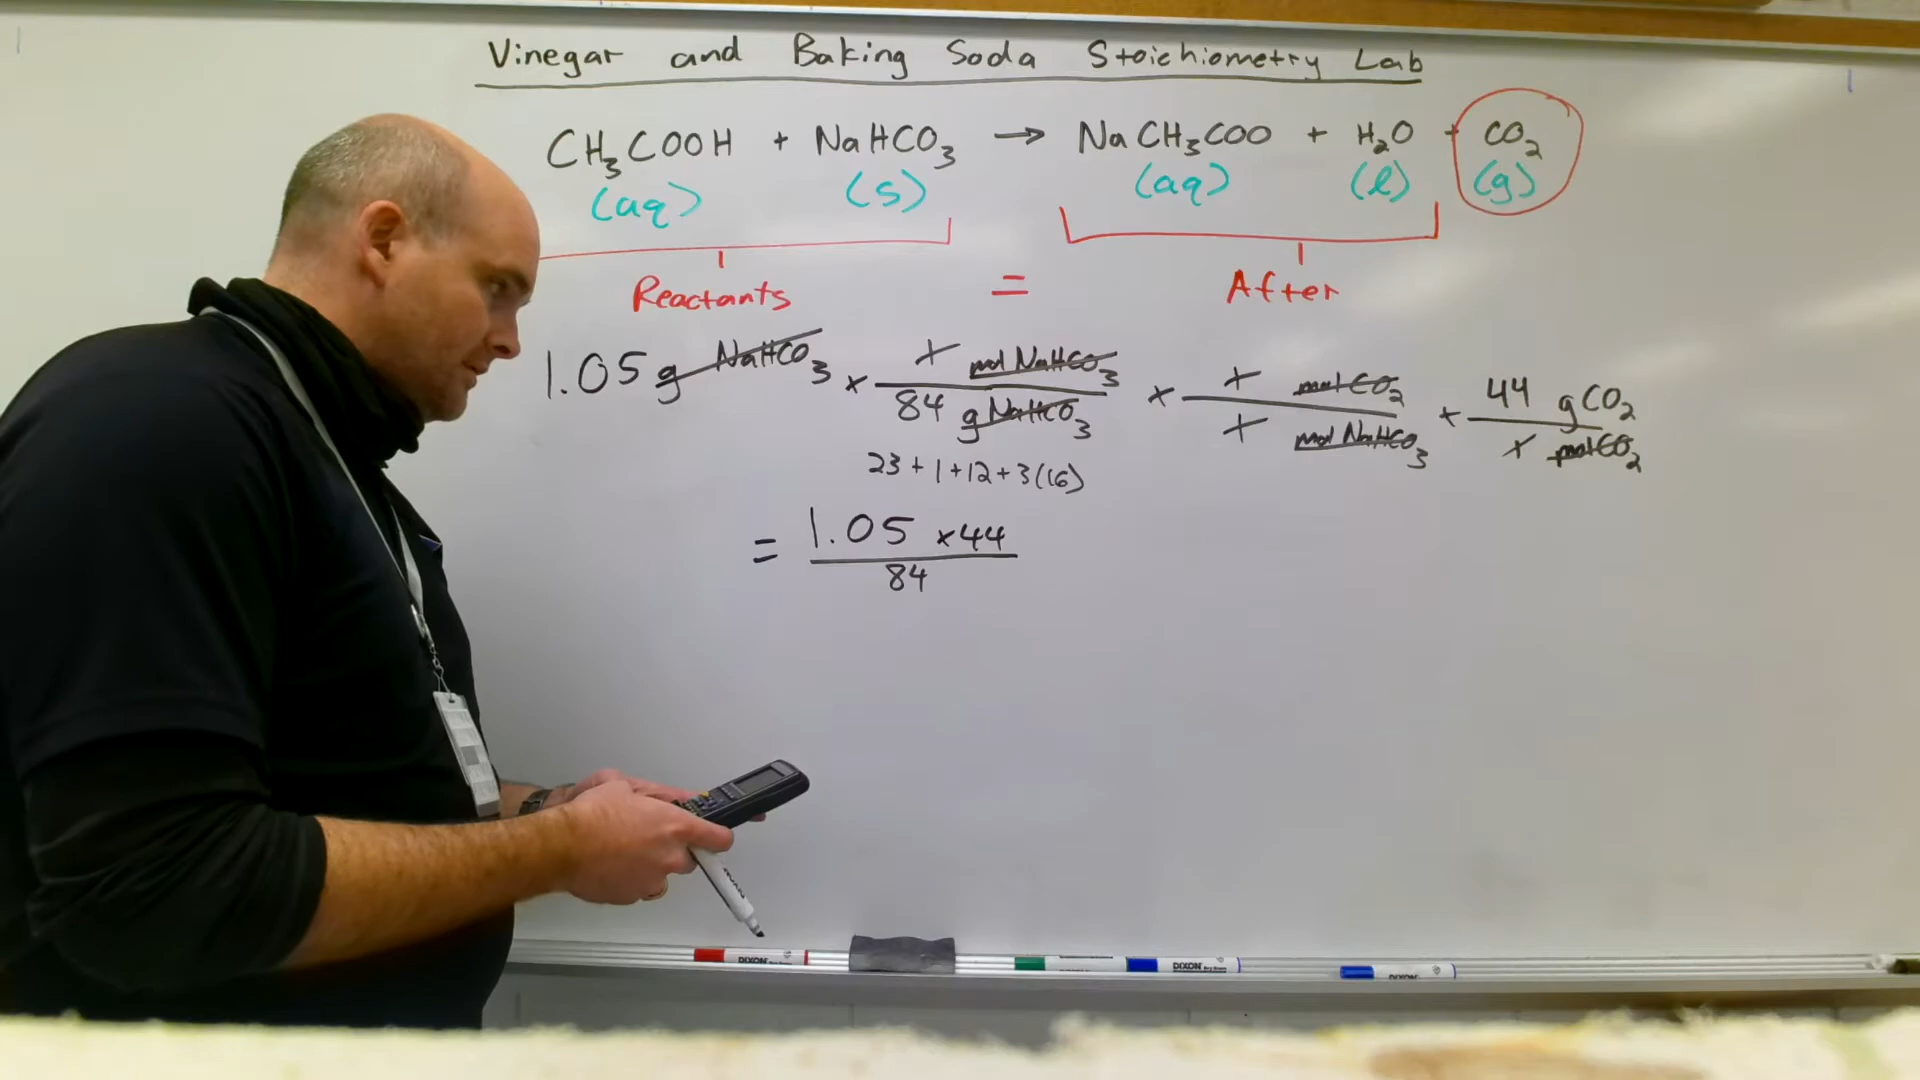 Vinegar and Baking Soda Stoichiometry Lab
CH₃COOH + NaHCO₃ → NaCH₃COO + H₂O + CO₂
(aq) (s) (aq) (l) (g)
Reactants = After
1.05 g NaHCO₃ × 1 mol NaHCO₃ / 84 g NaHCO₃ × 1 mol CO₂ / 1 mol NaHCO₃ × 44 g CO₂ / 1 mol CO₂
23 + 1 + 12 + 3(16)
= 1.05 × 44
84
DIXON DIXON DIXON